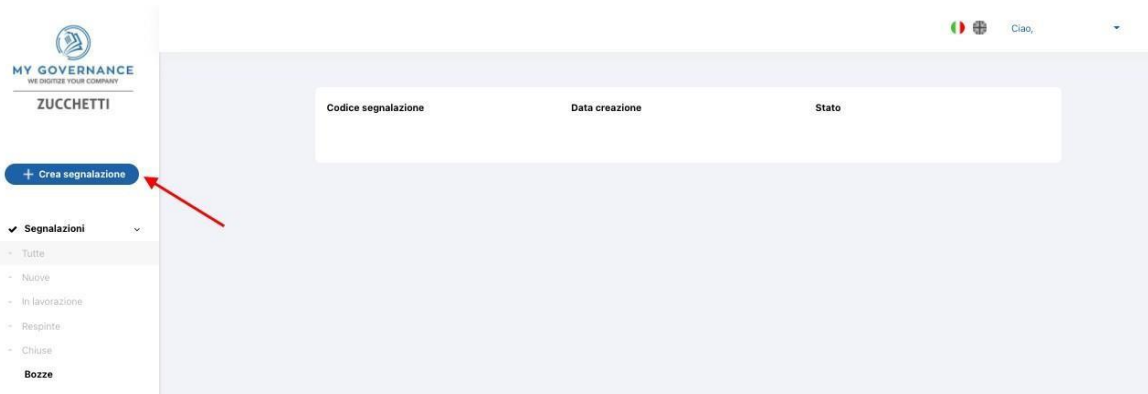 Ciao,
MY GOVERNANCE
WE DIGITIZE YOUR COMPANY
ZUCCHETTI
Codice segnalazione Data creazione Stato
+ Crea segnalazione
Segnalazioni
- Tutte
- Nuove
- In lavorazione
- Respinte
- Chiuse
Bozze